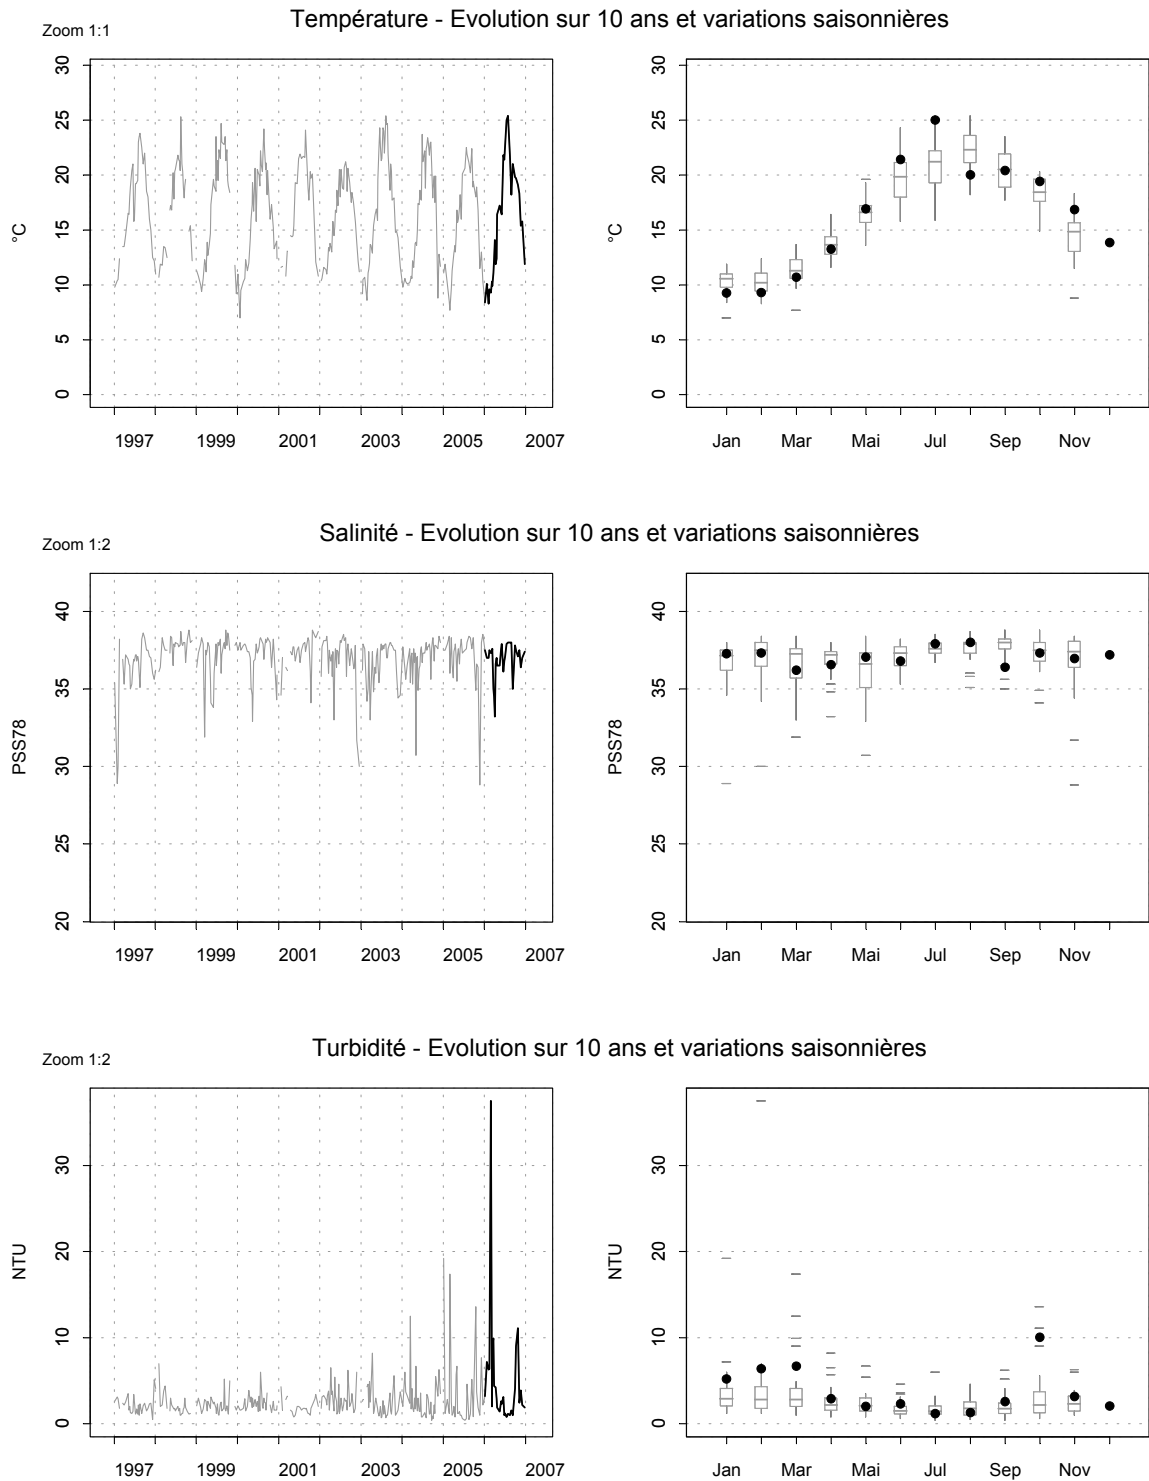 Température - Evolution sur 10 ans et variations saisonnières
Zoom 1:1
30
25
20
15
10
5
0
°C
1997 1999 2001 2003 2005 2007
30
25
20
15
10
5
0
°C
Jan Mar Mai Jul Sep Nov
Salinité - Evolution sur 10 ans et variations saisonnières
Zoom 1:2
40
35
30
25
20
PSS78
1997 1999 2001 2003 2005 2007
40
35
30
25
20
PSS78
Jan Mar Mai Jul Sep Nov
Turbidité - Evolution sur 10 ans et variations saisonnières
Zoom 1:2
30
20
10
0
NTU
1997 1999 2001 2003 2005 2007
30
20
10
0
NTU
Jan Mar Mai Jul Sep Nov